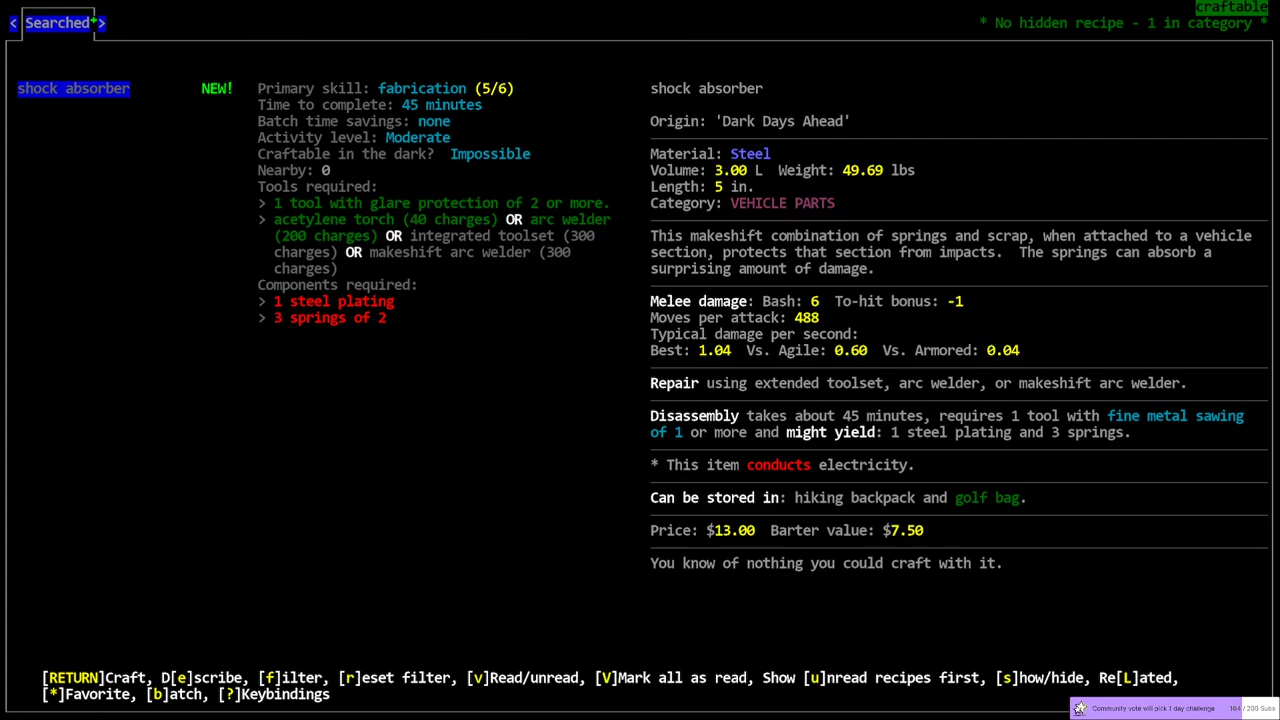 craftable
< Searched+>
* No hidden recipe - 1 in category *
shock absorber
NEW!
Primary skill: fabrication (5/6)
Time to complete: 45 minutes
Batch time savings: none
Activity level: Moderate
Craftable in the dark? Impossible
Nearby: 0
Tools required:
> 1 tool with glare protection of 2 or more.
> acetylene torch (40 charges) OR arc welder
(200 charges) OR integrated toolset (300
charges) OR makeshift arc welder (300
charges)
Components required:
> 1 steel plating
> 3 springs of 2
shock absorber
Origin: 'Dark Days Ahead'
Material: Steel
Volume: 3.00 L Weight: 49.69 lbs
Length: 5 in.
Category: VEHICLE PARTS
This makeshift combination of springs and scrap, when attached to a vehicle
section, protects that section from impacts. The springs can absorb a
surprising amount of damage.
Melee damage: Bash: 6 To-hit bonus: -1
Moves per attack: 488
Typical damage per second:
Best: 1.04 Vs. Agile: 0.60 Vs. Armored: 0.04
Repair using extended toolset, arc welder, or makeshift arc welder.
Disassembly takes about 45 minutes, requires 1 tool with fine metal sawing
of 1 or more and might yield: 1 steel plating and 3 springs.
* This item conducts electricity.
Can be stored in: hiking backpack and golf bag.
Price: $13.00 Barter value: $7.50
You know of nothing you could craft with it.
[RETURN]Craft, D[e]scribe, [f]ilter, [r]eset filter, [v]Read/unread, [V]Mark all as read, Show [u]nread recipes first, [s]how/hide, Re[L]ated,
[*]Favorite, [b]atch, [?]Keybindings
Community vote will pick 1 day challenge 164 / 200 Subs